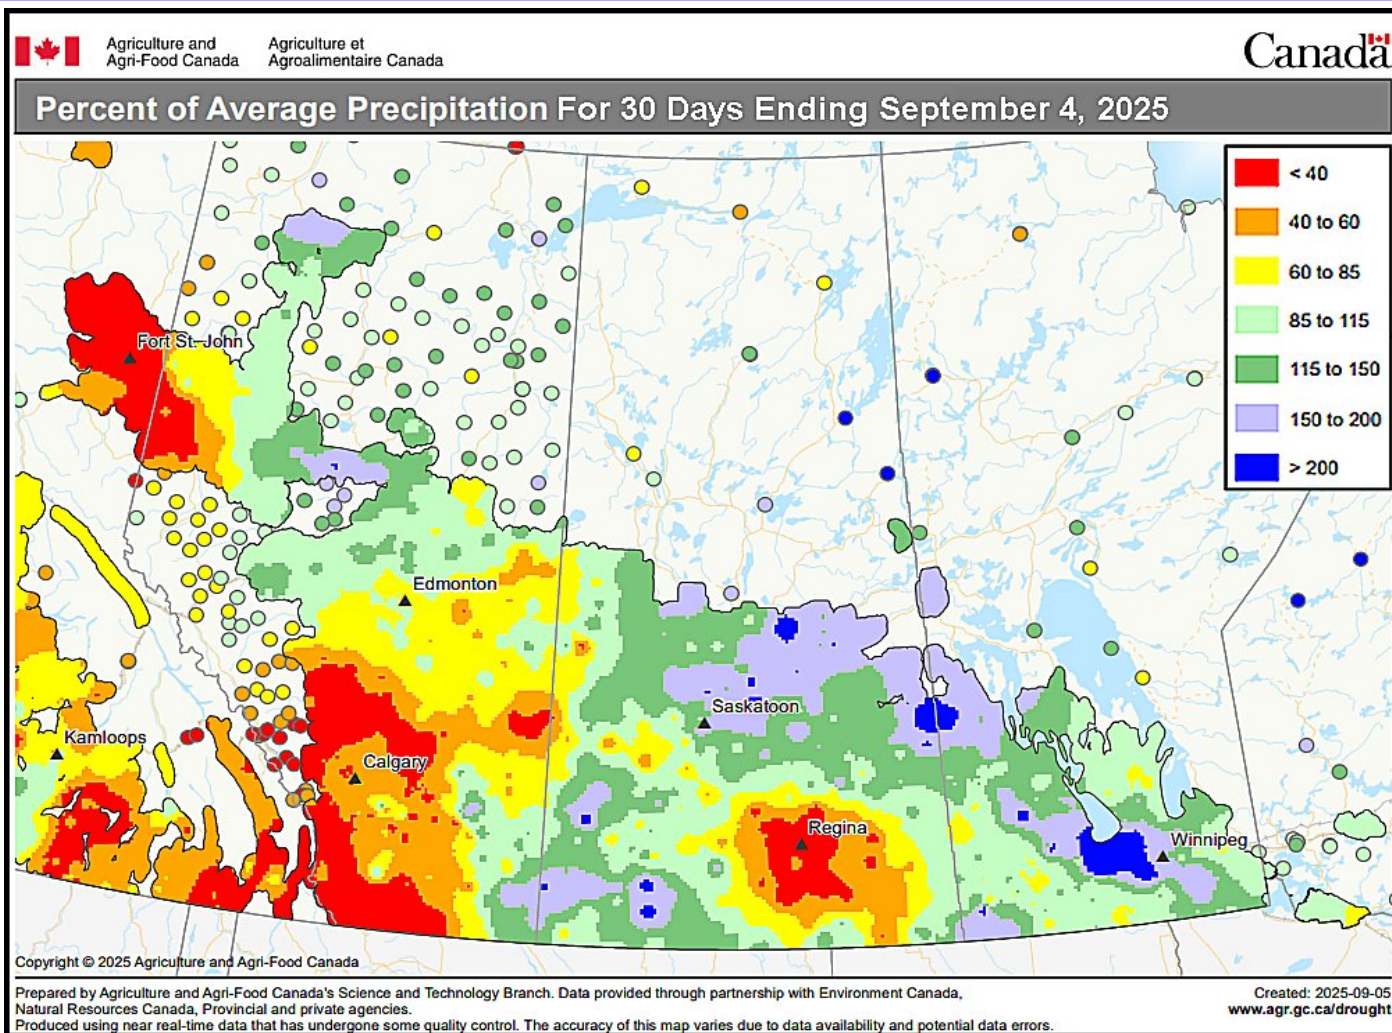 Agriculture and
Agri-Food Canada
Agriculture et
Agroalimentaire Canada
Canada
Percent of Average Precipitation For 30 Days Ending September 4, 2025
< 40
40 to 60
60 to 85
85 to 115
115 to 150
150 to 200
> 200
Fort St. John
Edmonton
Saskatoon
Kamloops
Calgary
Regina
Winnipeg
Copyright © 2025 Agriculture and Agri-Food Canada
Prepared by Agriculture and Agri-Food Canada's Science and Technology Branch. Data provided through partnership with Environment Canada,
Natural Resources Canada, Provincial and private agencies.
Produced using near real-time data that has undergone some quality control. The accuracy of this map varies due to data availability and potential data errors.
Created: 2025-09-05
www.agr.gc.ca/drought